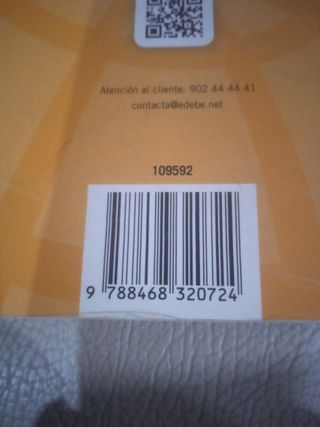 Atención al cliente: 902 44 44 41
contacta@edebe.net
109592
9 788468 320724